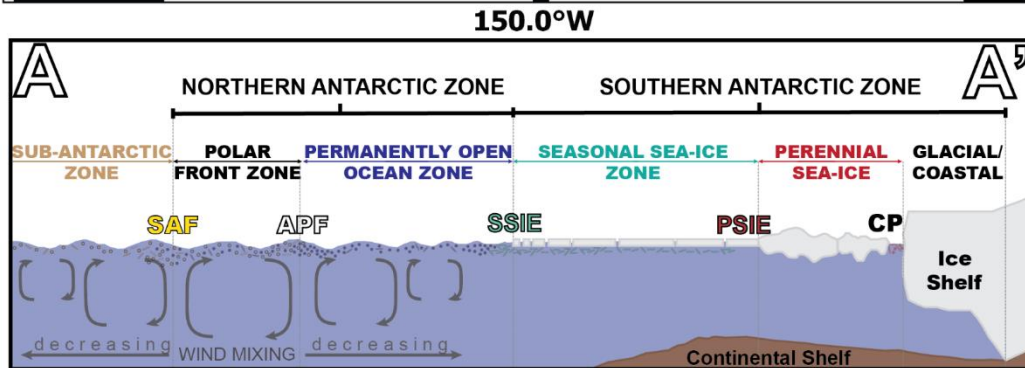 150.0°W
A
A’
NORTHERN ANTARCTIC ZONE
SOUTHERN ANTARCTIC ZONE
SUB-ANTARCTIC
ZONE
POLAR
FRONT ZONE
PERMANENTLY OPEN
OCEAN ZONE
SEASONAL SEA-ICE
ZONE
PERENNIAL
SEA-ICE
GLACIAL/
COASTAL
SAF
APF
SSIE
PSIE
CP
Ice
Shelf
decreasing
WIND MIXING
decreasing
Continental Shelf